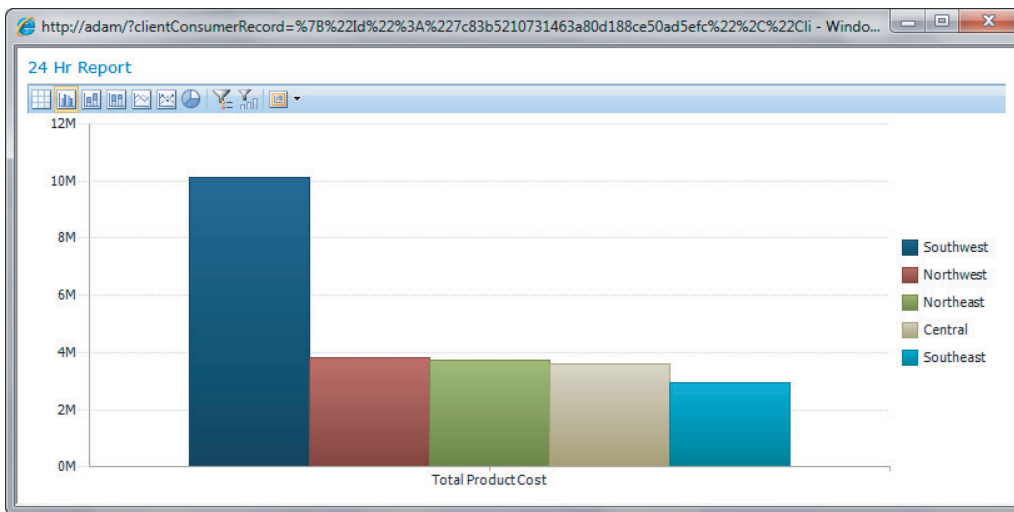 http://adam/?clientConsumerRecord=%7B%22Id%22%3A%227c83b5210731463a80d188ce50ad5efc%22%2C%22Cli - Windo...
24 Hr Report
12M
10M
8M
6M
4M
2M
0M
Total Product Cost
Southwest
Northwest
Northeast
Central
Southeast